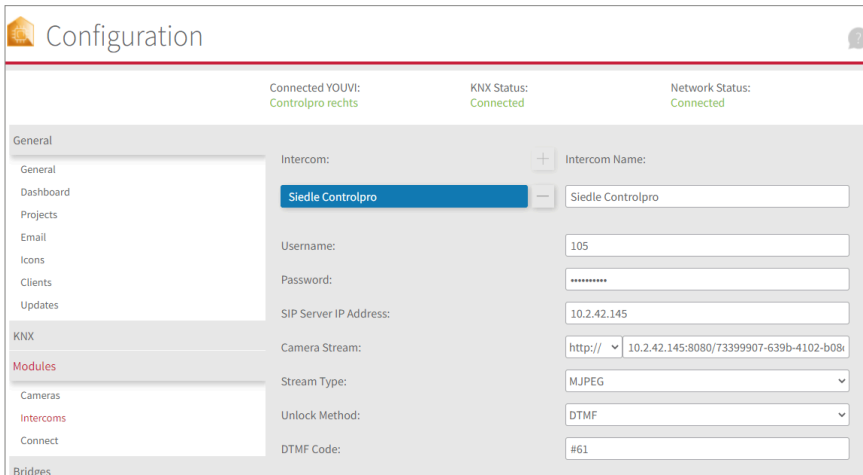 Configuration
?
Connected YOUVI:
KNX Status:
Network Status:
Controlpro rechts
Connected
Connected
General
General
Dashboard
Projects
Email
Icons
Clients
Updates
KNX
Modules
Cameras
Intercoms
Connect
Bridges
Intercom:
+
Intercom Name:
Siedle Controlpro
Siedle Controlpro
Username:
105
Password:
••••••••••
SIP Server IP Address:
10.2.42.145
Camera Stream:
http://
10.2.42.145:8080/73399907-639b-4102-b08
Stream Type:
MJPEG
Unlock Method:
DTMF
DTMF Code:
#61